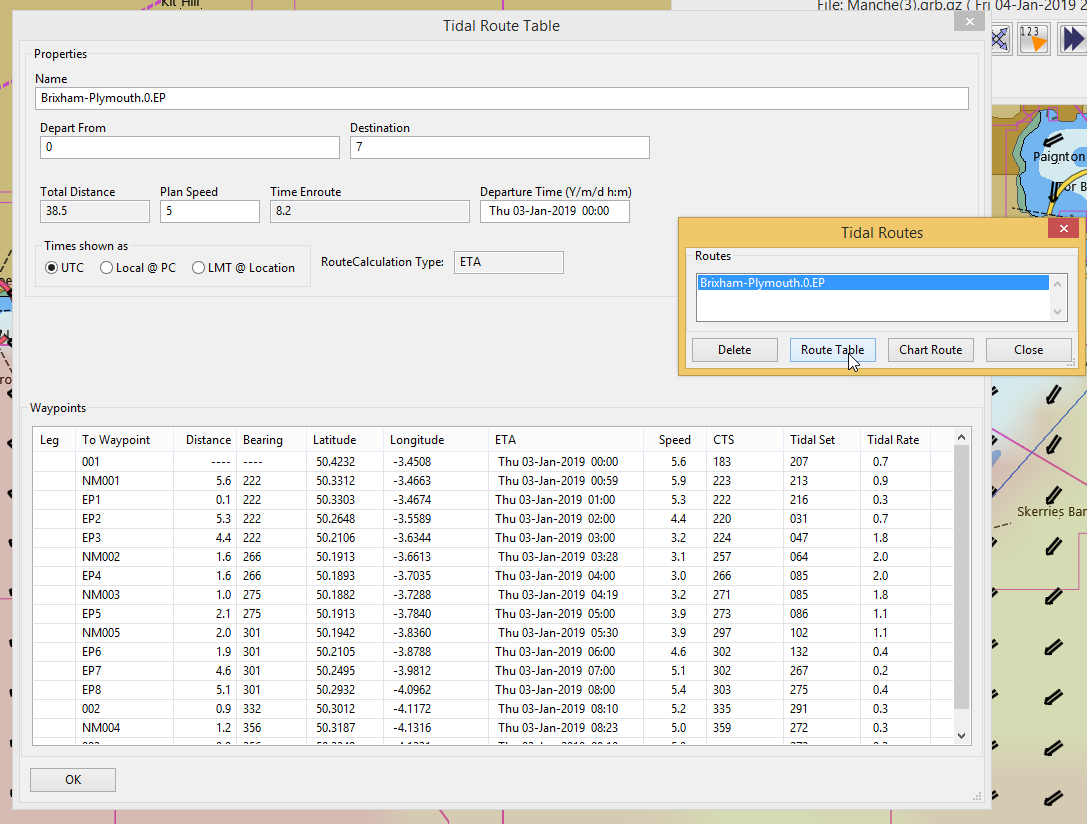 Kit Hill
File: Manche(3).grb.gz ( Fri 04-Jan-2019 2
Tidal Route Table
Properties
Name
Brixham-Plymouth.0.EP
Depart From Destination
0 7
Total Distance Plan Speed Time Enroute Departure Time (Y/m/d h:m)
38.5 5 8.2 Thu 03-Jan-2019 00:00
Times shown as
UTC Local @ PC LMT @ Location RouteCalculation Type: ETA
123
Paignton
or B
Tidal Routes
Routes
Brixham-Plymouth.0.EP
Delete Route Table Chart Route Close
Waypoints
Leg To Waypoint Distance Bearing Latitude Longitude ETA Speed CTS Tidal Set Tidal Rate
001 ---- ---- 50.4232 -3.4508 Thu 03-Jan-2019 00:00 5.6 183 207 0.7
NM001 5.6 222 50.3312 -3.4663 Thu 03-Jan-2019 00:59 5.9 223 213 0.9
EP1 0.1 222 50.3303 -3.4674 Thu 03-Jan-2019 01:00 5.3 222 216 0.3
EP2 5.3 222 50.2648 -3.5589 Thu 03-Jan-2019 02:00 4.4 220 031 0.7
EP3 4.4 222 50.2106 -3.6344 Thu 03-Jan-2019 03:00 3.2 224 047 1.8
NM002 1.6 266 50.1913 -3.6613 Thu 03-Jan-2019 03:28 3.1 257 064 2.0
EP4 1.6 266 50.1893 -3.7035 Thu 03-Jan-2019 04:00 3.0 266 085 2.0
NM003 1.0 275 50.1882 -3.7288 Thu 03-Jan-2019 04:19 3.2 271 085 1.8
EP5 2.1 275 50.1913 -3.7840 Thu 03-Jan-2019 05:00 3.9 273 086 1.1
NM005 2.0 301 50.1942 -3.8360 Thu 03-Jan-2019 05:30 3.9 297 102 1.1
EP6 1.9 301 50.2105 -3.8788 Thu 03-Jan-2019 06:00 4.6 302 132 0.4
EP7 4.6 301 50.2495 -3.9812 Thu 03-Jan-2019 07:00 5.1 302 267 0.2
EP8 5.1 301 50.2932 -4.0962 Thu 03-Jan-2019 08:00 5.4 303 275 0.4
002 0.9 332 50.3012 -4.1172 Thu 03-Jan-2019 08:10 5.2 335 291 0.3
NM004 1.2 356 50.3187 -4.1316 Thu 03-Jan-2019 08:23 5.0 359 272 0.3
Skerries Ban
OK